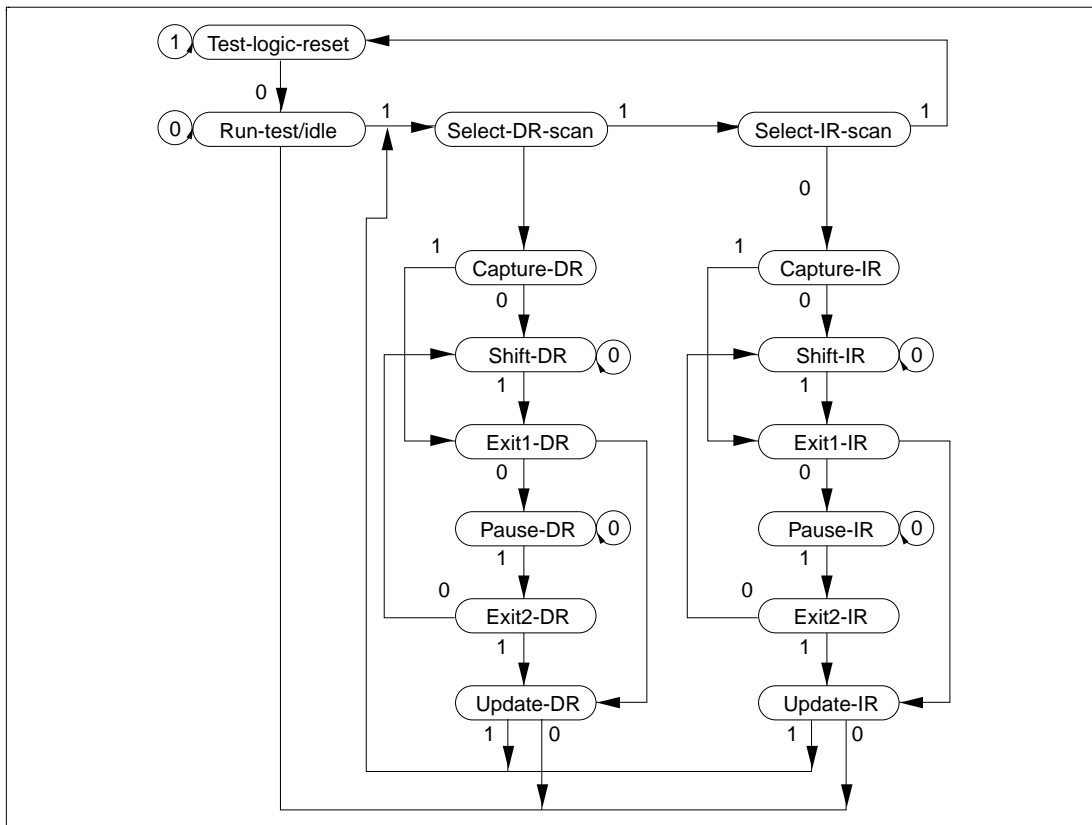 1 Test-logic-reset
0
0 Run-test/idle 1 Select-DR-scan 1 Select-IR-scan 1
0
1 1
Capture-DR Capture-IR
0 0
Shift-DR 0 Shift-IR 0
1 1
Exit1-DR Exit1-IR
0 0
Pause-DR 0 Pause-IR 0
1 1
0 0
Exit2-DR Exit2-IR
1 1
Update-DR Update-IR
1 0 1 0